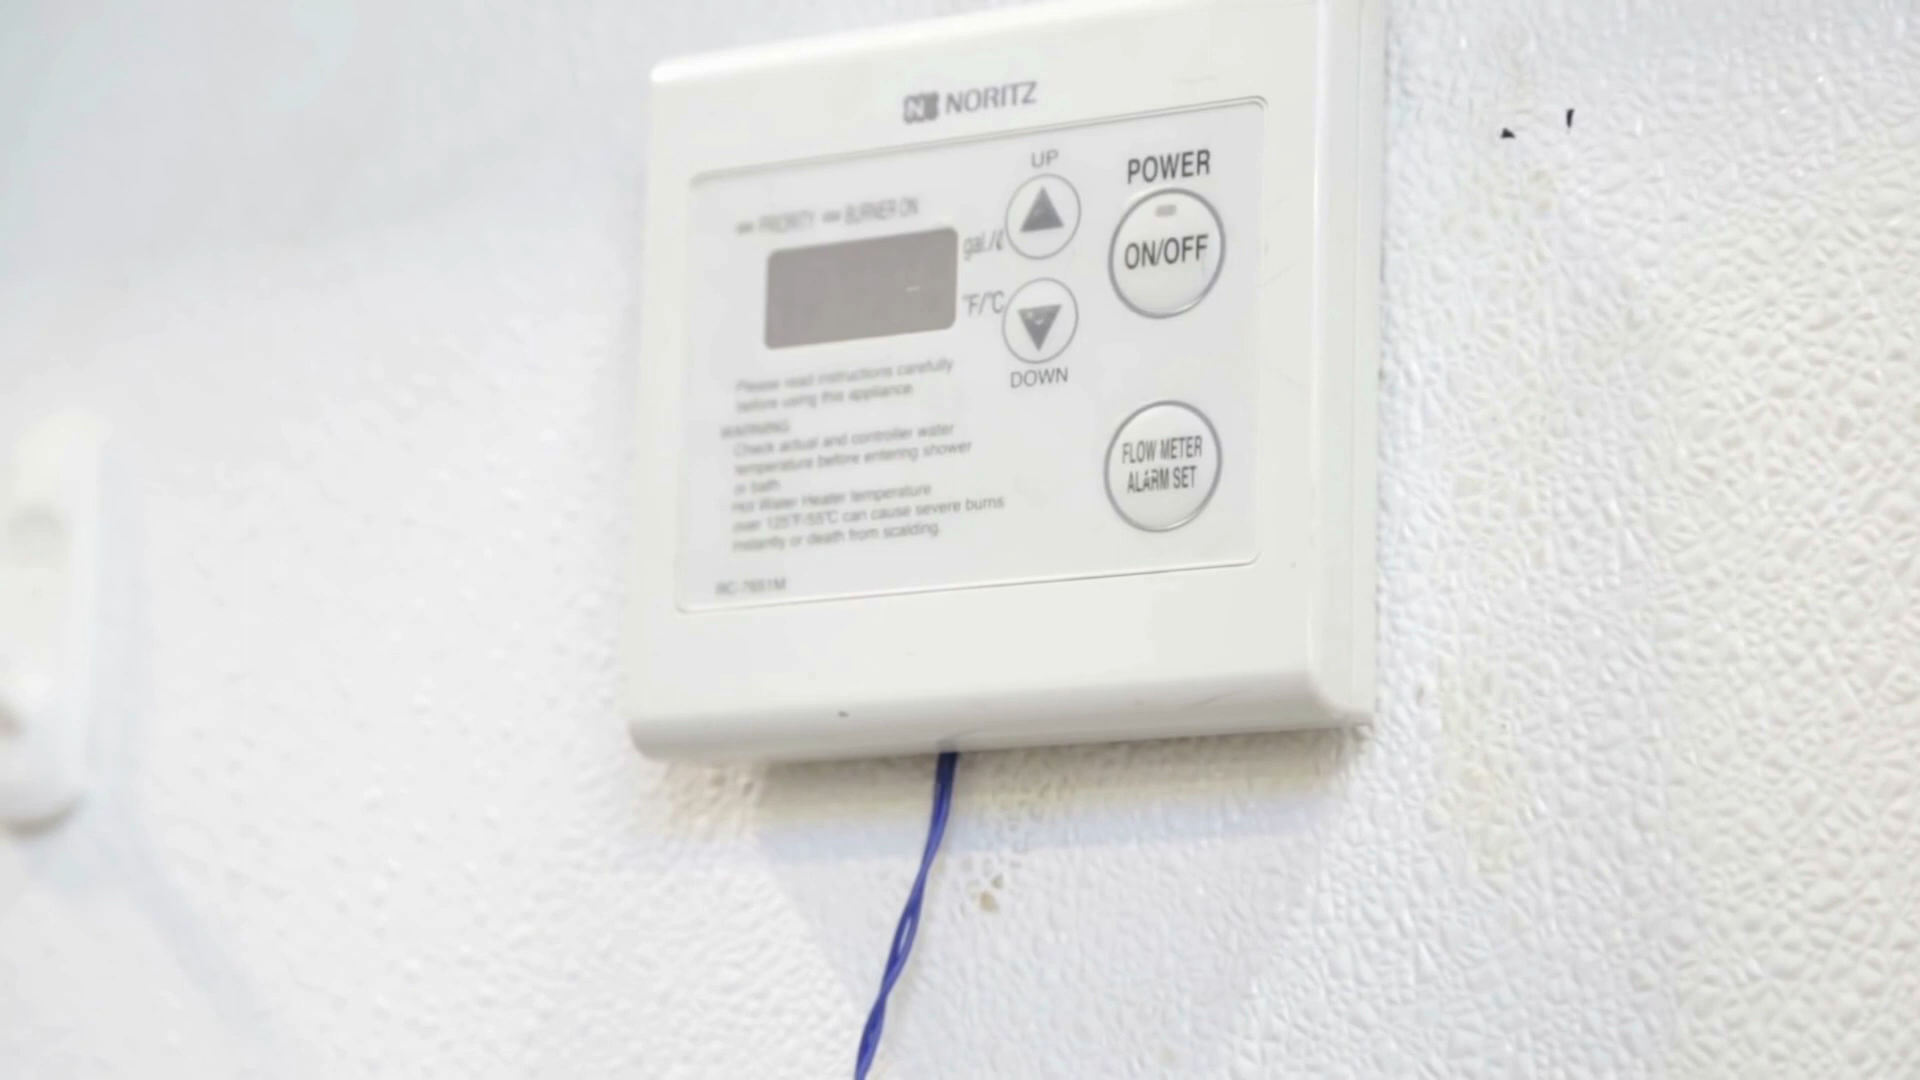 NORITZ
PRIORITY BURNER ON
UP
POWER
gal./ℓ
ON/OFF
°F/°C
DOWN
Please read instructions carefully
before using this appliance.
WARNING
Check actual and controller water
temperature before entering shower
or bath.
Hot Water Heater temperature
over 125°F-55°C can cause severe burns
instantly or death from scalding.
FLOW METER
ALARM SET
RC-7651M